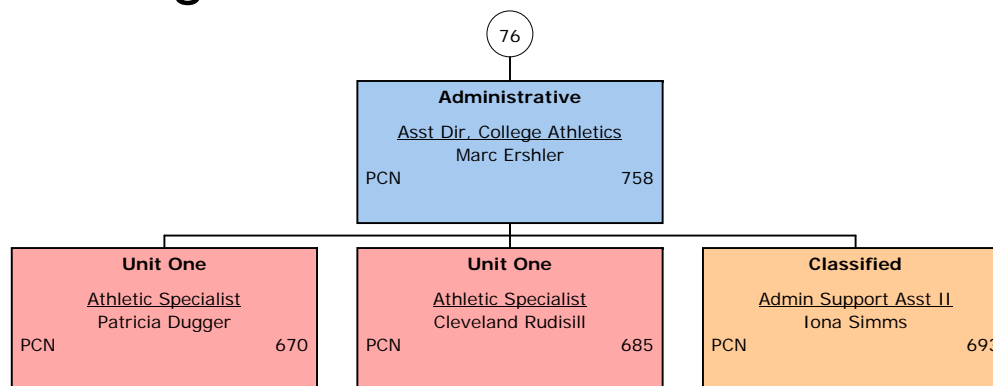 76
Administrative
Asst Dir, College Athletics
Marc Ershler
PCN 758
Unit One
Athletic Specialist
Patricia Dugger
PCN 670
Unit One
Athletic Specialist
Cleveland Rudisill
PCN 685
Classified
Admin Support Asst II
Iona Simms
PCN 693